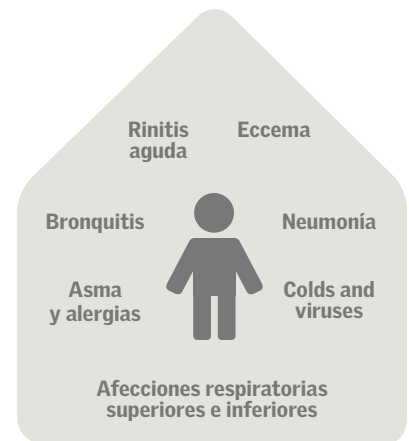 Rinitis
aguda
Eccema
Bronquitis
Neumonía
Asma
y alergias
Colds and
viruses
Afecciones respiratorias
superiores e inferiores